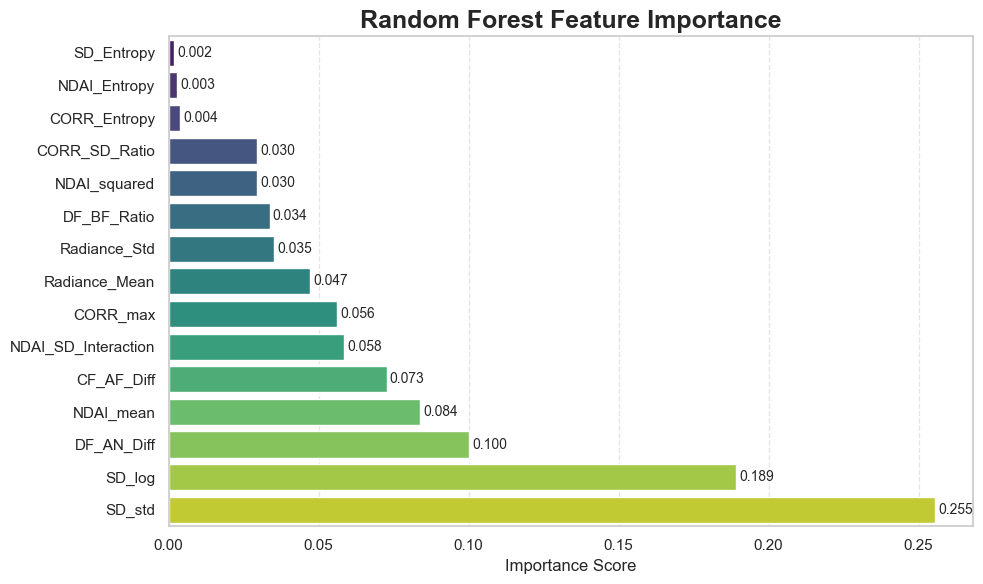 Random Forest Feature Importance
SD_Entropy 0.002
NDAI_Entropy 0.003
CORR_Entropy 0.004
CORR_SD_Ratio 0.030
NDAI_squared 0.030
DF_BF_Ratio 0.034
Radiance_Std 0.035
Radiance_Mean 0.047
CORR_max 0.056
NDAI_SD_Interaction 0.058
CF_AF_Diff 0.073
NDAI_mean 0.084
DF_AN_Diff 0.100
SD_log 0.189
SD_std 0.255
0.00 0.05 0.10 0.15 0.20 0.25
Importance Score